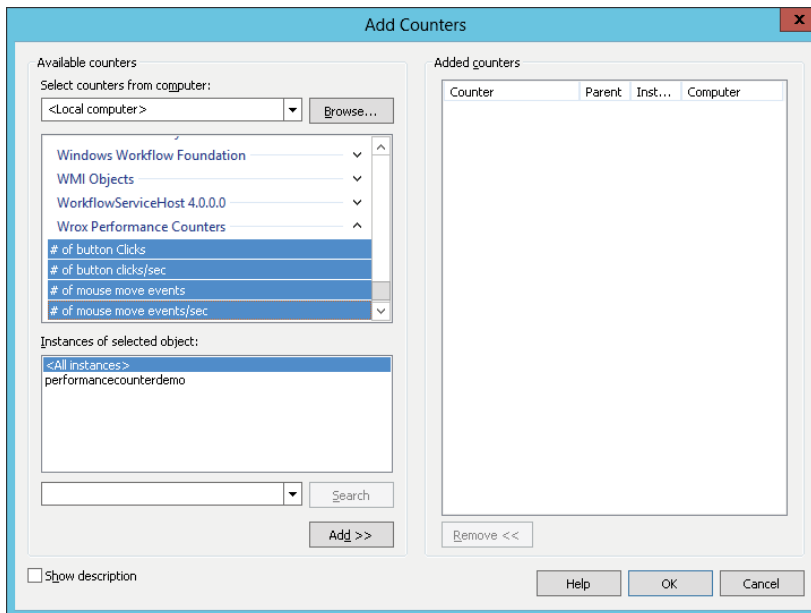 Add Counters
x
Available counters
Select counters from computer:
<Local computer>
Browse...
Windows Workflow Foundation
WMI Objects
WorkflowServiceHost 4.0.0.0
Wrox Performance Counters
# of button Clicks
# of button clicks/sec
# of mouse move events
# of mouse move events/sec
Instances of selected object:
<All instances>
performancecounterdemo
Search
Add >>
Show description
Added counters
Counter Parent Inst... Computer
Remove <<
Help OK Cancel